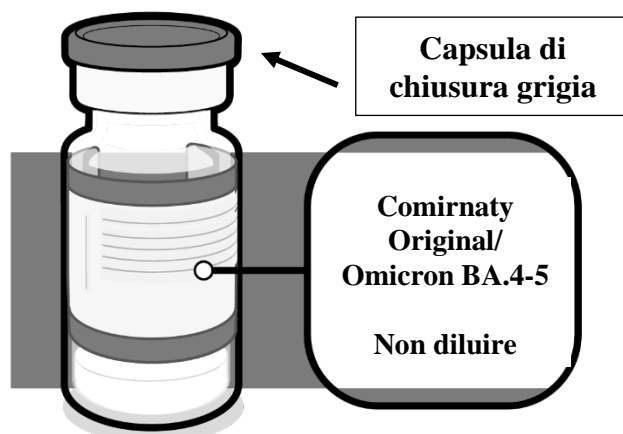 Capsula di
chiusura grigia
Comirnaty
Original/
Omicron BA.4-5
Non diluire